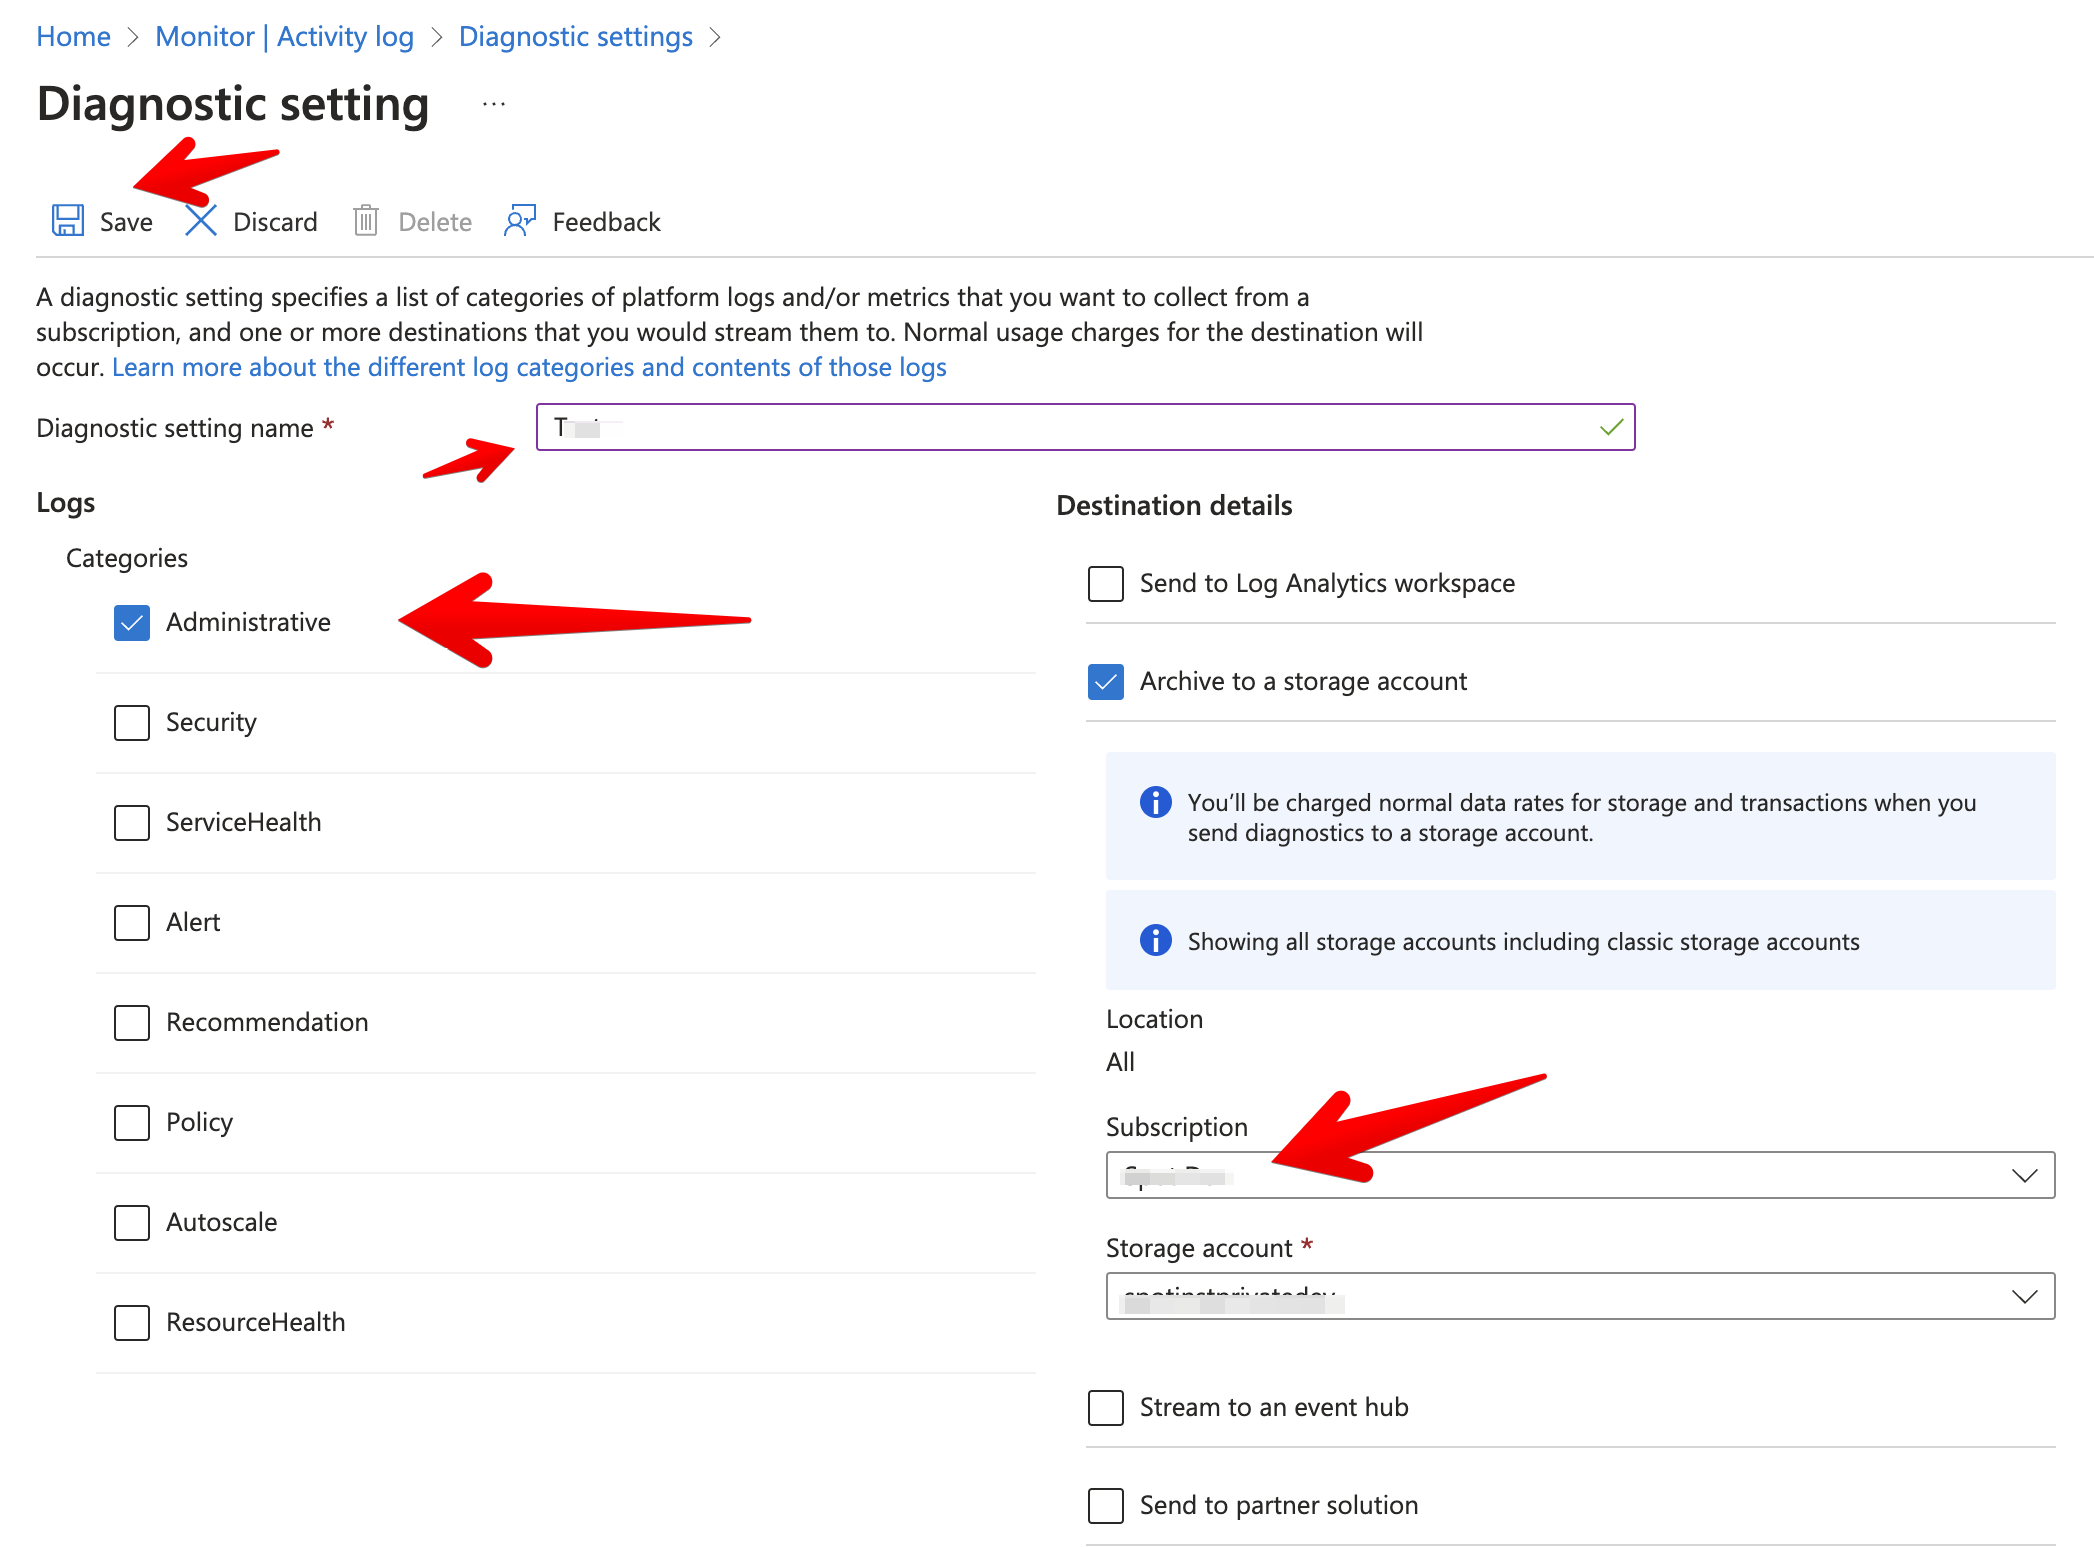 Home > Monitor | Activity log > Diagnostic settings >
Diagnostic setting ...
Save Discard Delete Feedback
A diagnostic setting specifies a list of categories of platform logs and/or metrics that you want to collect from a
subscription, and one or more destinations that you would stream them to. Normal usage charges for the destination will
occur. Learn more about the different log categories and contents of those logs
Diagnostic setting name *
Logs
Categories
Administrative
Security
ServiceHealth
Alert
Recommendation
Policy
Autoscale
ResourceHealth
Destination details
Send to Log Analytics workspace
Archive to a storage account
You'll be charged normal data rates for storage and transactions when you
send diagnostics to a storage account.
Showing all storage accounts including classic storage accounts
Location
All
Subscription
Storage account *
Stream to an event hub
Send to partner solution